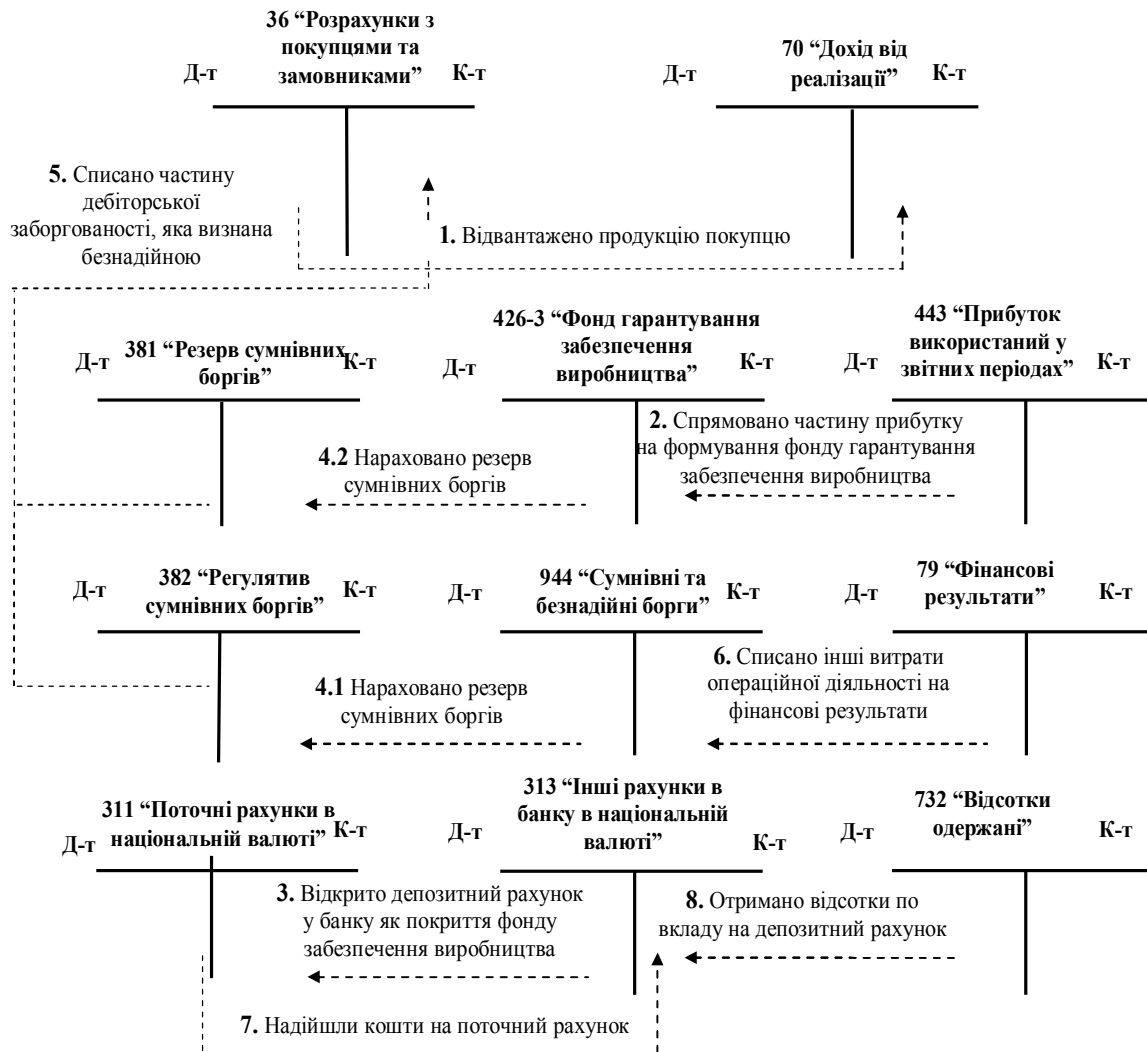 36 “Розрахунки з
покупцями та
замовниками”
Д-т
К-т
70 “Дохід від
реалізації”
Д-т
К-т
5. Списано частину
дебіторської
заборгованості, яка визнана
безнадійною
1. Відвантажено продукцію покупцю
381 “Резерв сумнівних
боргів”
Д-т
К-т
426-3 “Фонд гарантування
забезпечення
виробництва”
Д-т
К-т
443 “Прибуток
використаний у
звітних періодах”
Д-т
К-т
4.2 Нараховано резерв
сумнівних боргів
2. Спрямовано частину прибутку
на формування фонду гарантування
забезпечення виробництва
382 “Регулятив
сумнівних боргів”
Д-т
К-т
944 “Сумнівні та
безнадійні борги”
Д-т
К-т
79 “Фінансові
результати”
Д-т
К-т
4.1 Нараховано резерв
сумнівних боргів
6. Списано інші витрати
операційної діяльності на
фінансові результати
311 “Поточні рахунки в
національній валюті”
Д-т
К-т
313 “Інші рахунки в
банку в національній
валюті”
Д-т
К-т
732 “Відсотки
одержані”
Д-т
К-т
3. Відкрито депозитний рахунок
у банку як покриття фонду
забезпечення виробництва
8. Отримано відсотки по
вкладу на депозитний рахунок
7. Надійшли кошти на поточний рахунок